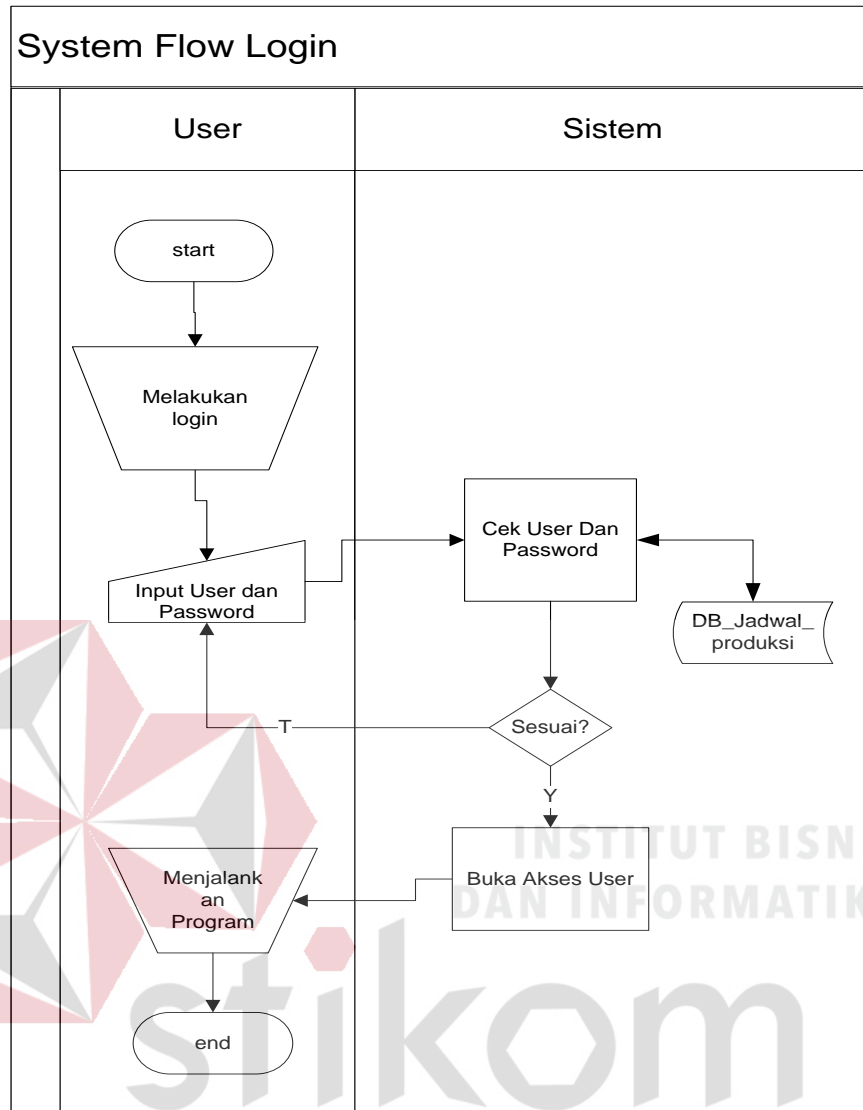 System Flow Login
User
Sistem
start
Melakukan
login
Input User dan
Password
Cek User Dan
Password
DB_Jadwal_
produksi
Sesuai?
T
Y
Buka Akses User
Menjalank
an
Program
end
INSTITUT BISN
DAN INFORMATIK
stikom